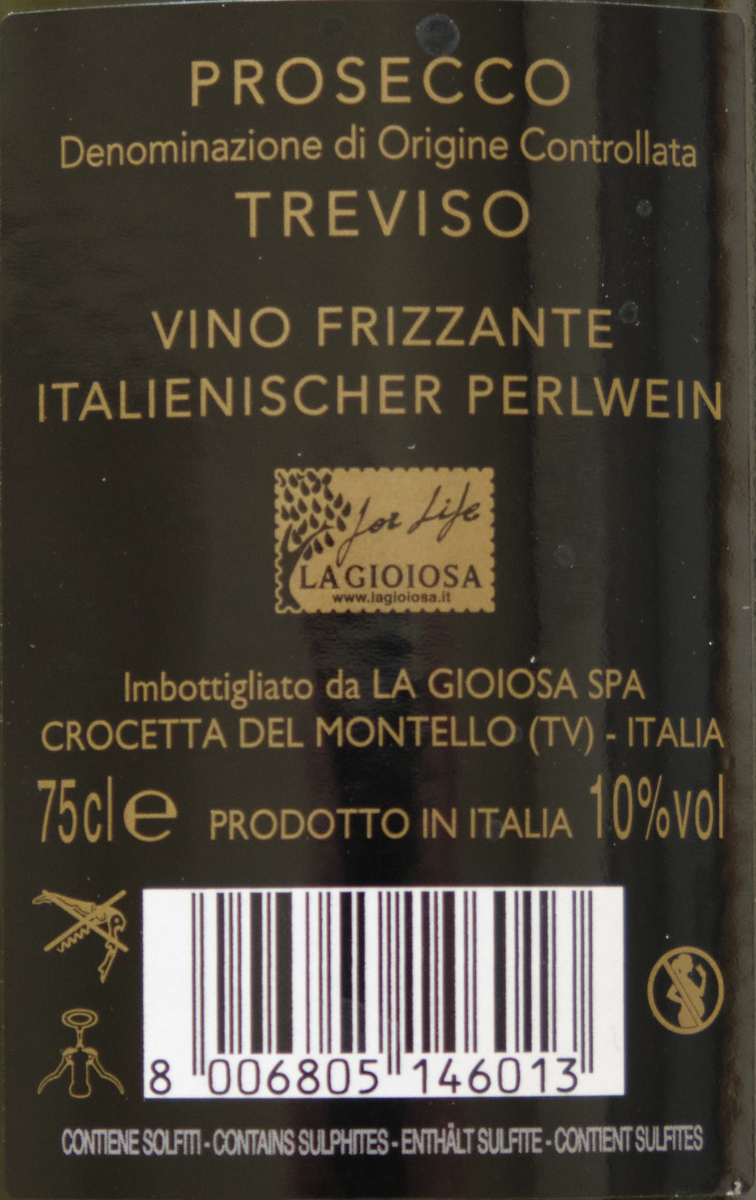 PROSECCO
Denominazione di Origine Controllata
TREVISO
VINO FRIZZANTE
ITALIENISCHER PERLWEIN
for Life
LA GIOIOSA
www.lagioiosa.it
Imbottigliato da LA GIOIOSA SPA
CROCETTA DEL MONTELLO (TV) - ITALIA
75cl e PRODOTTO IN ITALIA 10%vol
8 006805 146013
CONTIENE SOLFITI - CONTAINS SULPHITES - ENTHÄLT SULFITE - CONTIENT SULFITES